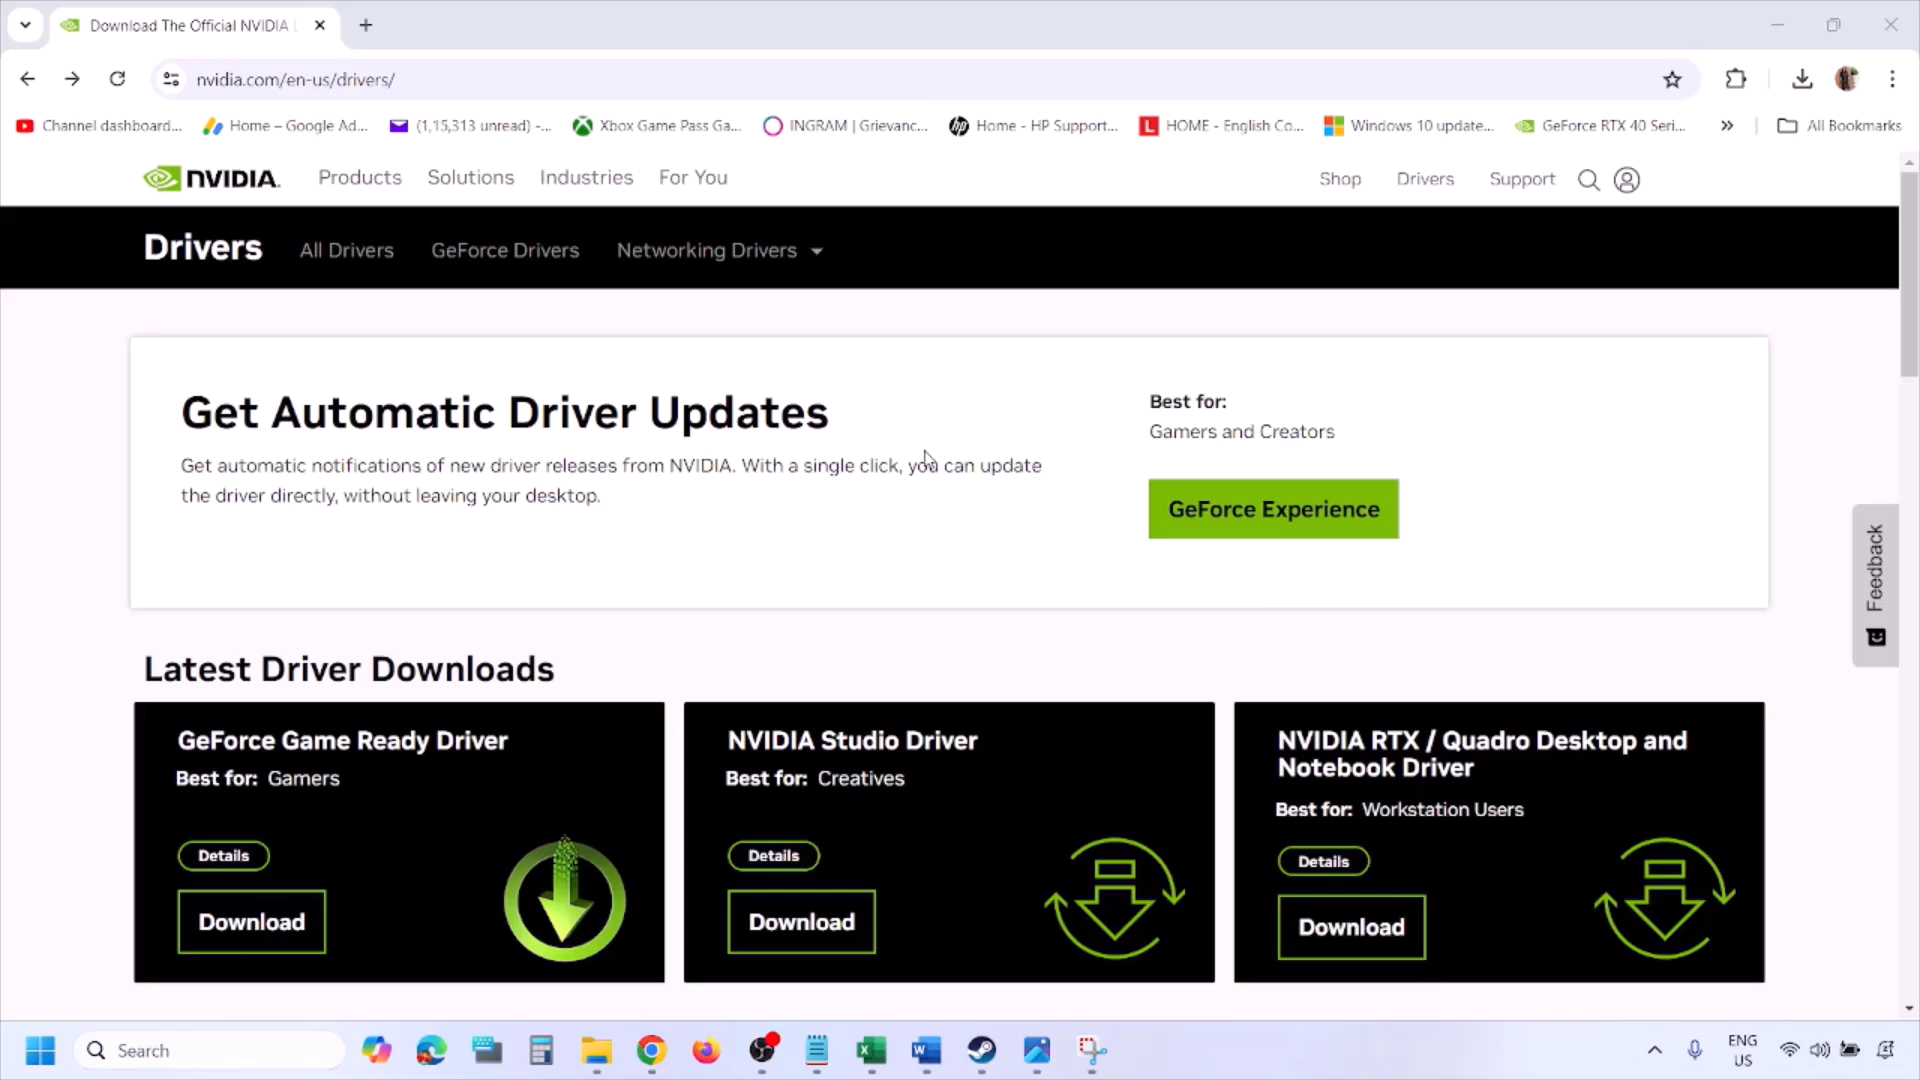 Download The Official NVIDIA
nvidia.com/en-us/drivers/
Channel dashboard... Home – Google Ad... (1,15,313 unread) -... Xbox Game Pass Ga... INGRAM | Grievanc... Home - HP Support... HOME - English Co... Windows 10 update... GeForce RTX 40 Seri... » All Bookmarks
NVIDIA. Products Solutions Industries For You Shop Drivers Support
Drivers All Drivers GeForce Drivers Networking Drivers
Get Automatic Driver Updates
Get automatic notifications of new driver releases from NVIDIA. With a single click, you can update
the driver directly, without leaving your desktop.
Best for:
Gamers and Creators
GeForce Experience
Feedback
Latest Driver Downloads
GeForce Game Ready Driver
Best for: Gamers
Details
Download
NVIDIA Studio Driver
Best for: Creatives
Details
Download
NVIDIA RTX / Quadro Desktop and
Notebook Driver
Best for: Workstation Users
Details
Download
Search
ENG
US